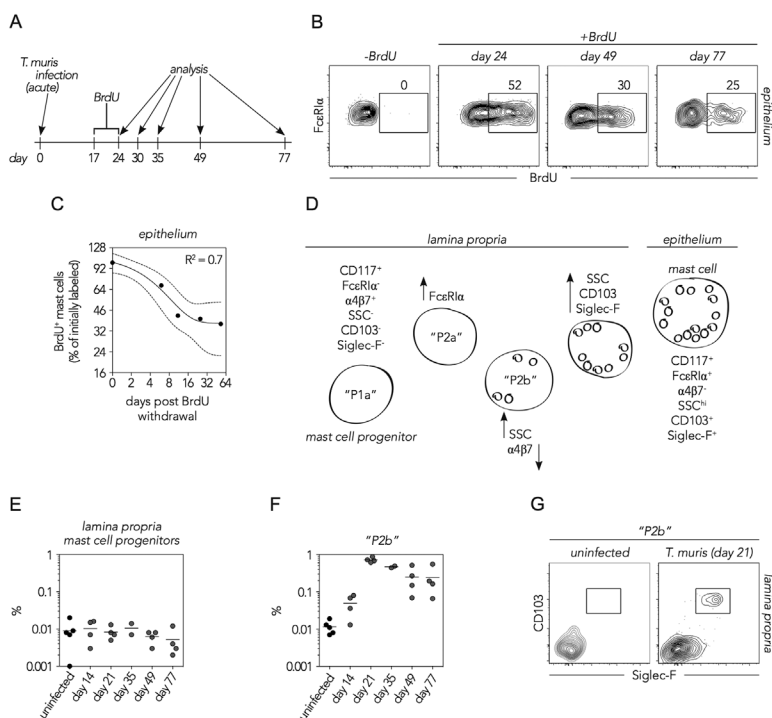 A
T. muris
infection
(acute)
BrdU
analysis
day 0 17 24 30 35 49 77
B
+BrdU
-BrdU day 24 day 49 day 77
0 52 30 25
FcεRIα
epithelium
BrdU
C
epithelium
R² = 0.7
BrdU⁺ mast cells
(% of initially labeled)
128
92
64
46
32
24
16
0 2 4 8 16 32 64
days post BrdU
withdrawal
D
lamina propria epithelium
CD117⁺
FcεRIα⁻
α4β7⁺
SSC⁻
CD103⁻
Siglec-F⁻
"P1a"
mast cell progenitor
FcεRIα
"P2a"
"P2b"
SSC
α4β7
SSC
CD103
Siglec-F
mast cell
CD117⁺
FcεRIα⁺
α4β7⁻
SSCʰⁱ
CD103⁺
Siglec-F⁺
E
lamina propria
mast cell progenitors
%
1
0.1
0.01
0.001
uninfected
day 14
day 21
day 35
day 49
day 77
F
"P2b"
%
1
0.1
0.01
0.001
uninfected
day 14
day 21
day 35
day 49
day 77
G
"P2b"
uninfected T. muris (day 21)
CD103
lamina propria
Siglec-F